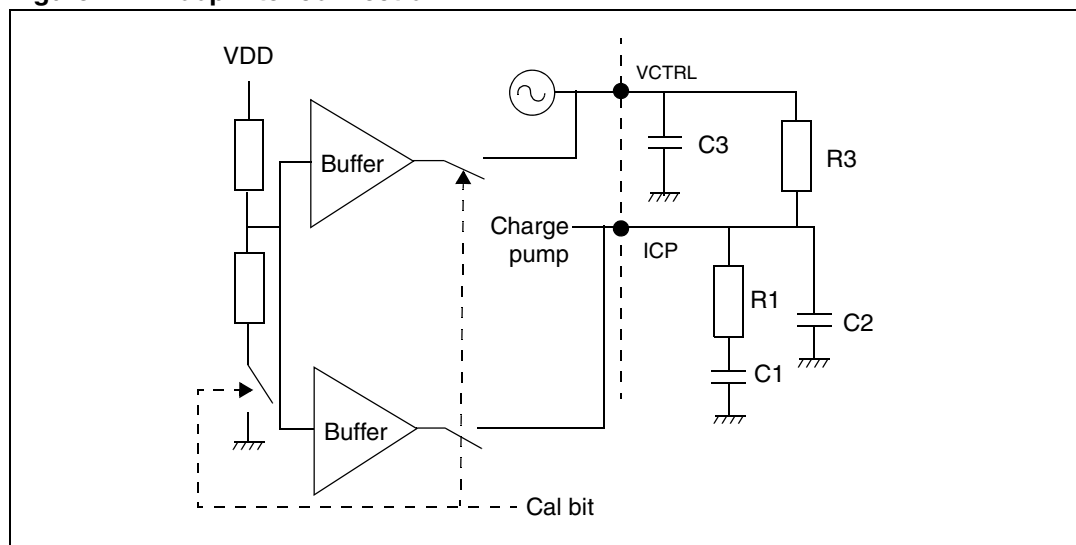 VDD
VCTRL
C3
R3
Buffer
Charge
pump
ICP
R1
C2
C1
Buffer
Cal bit